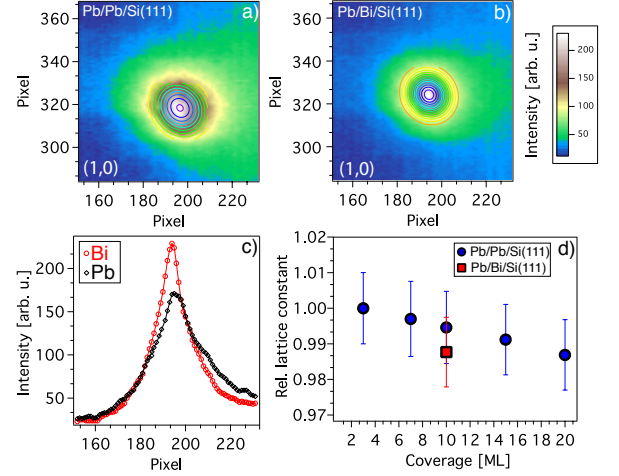 Pb/Pb/Si(111)
a)
360
340
320
300
280
Pixel
(1,0)
160
180
200
220
Pixel
Pb/Bi/Si(111)
b)
360
340
320
300
Pixel
(1,0)
160
180
200
220
Pixel
Intensity [arb. u.]
200
150
100
50
Bi
Pb
c)
200
150
100
50
Intensity [arb. u.]
160
180
200
220
Pixel
Pb/Pb/Si(111)
Pb/Bi/Si(111)
d)
1.02
1.01
1.00
0.99
0.98
0.97
Rel. lattice constant
2
4
6
8
10
12
14
16
18
20
Coverage [ML]